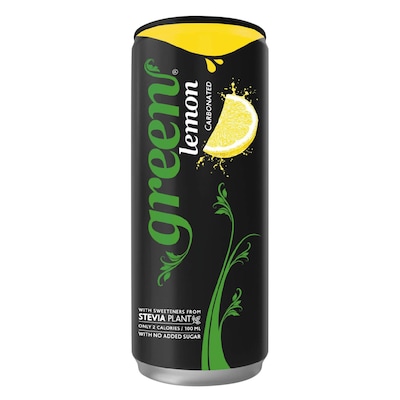 green®
lemon
CARBONATED
WITH SWEETENERS FROM
STEVIA PLANT
ONLY 2 CALORIES / 100 ML
WITH NO ADDED SUGAR